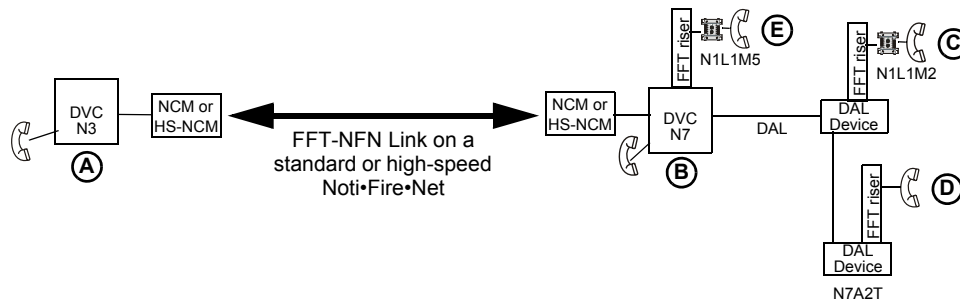 E
FFT riser
N1L1M5
C
FFT riser
N1L1M2
DVC
N3
NCM or
HS-NCM
A
FFT-NFN Link on a
standard or high-speed
Noti•Fire•Net
NCM or
HS-NCM
DVC
N7
B
DAL
DAL
Device
D
FFT riser
DAL
Device
N7A2T